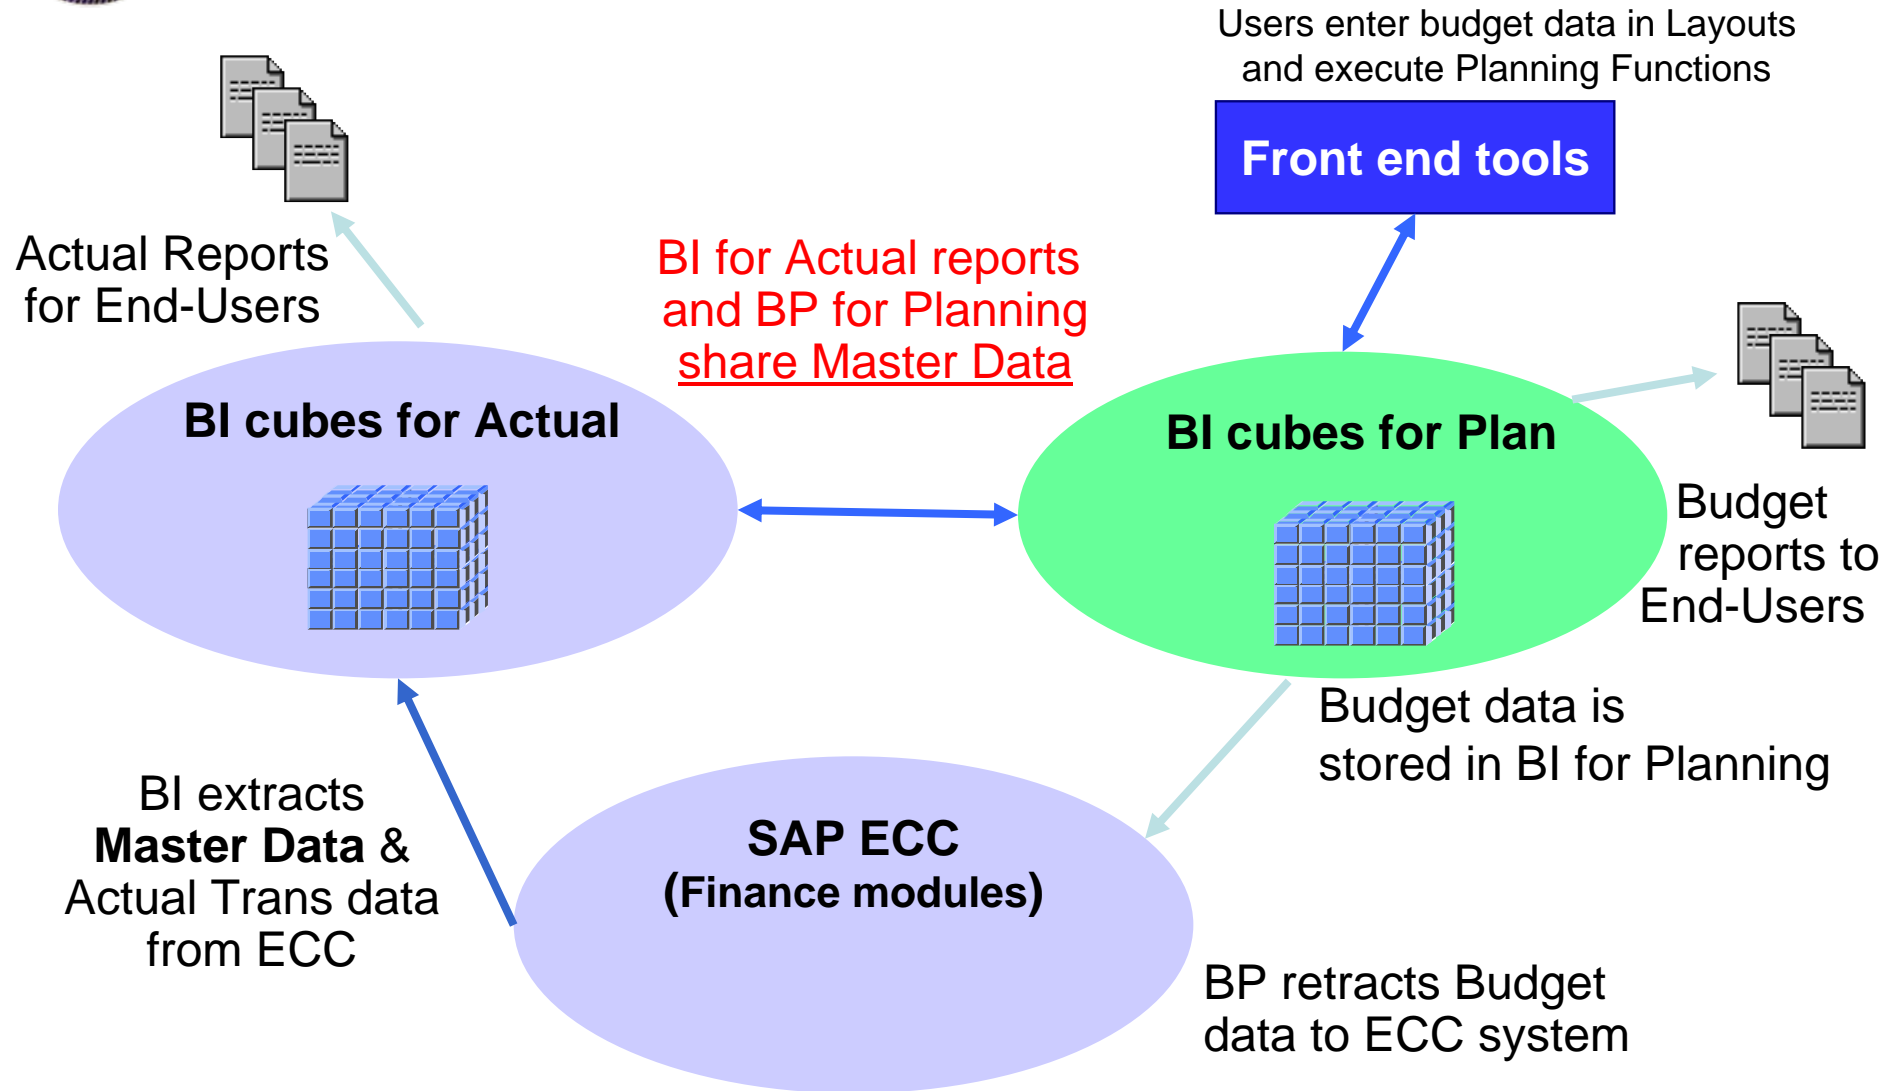 Users enter budget data in Layouts
and execute Planning Functions
Front end tools
Actual Reports
for End-Users
BI for Actual reports
and BP for Planning
share Master Data
BI cubes for Actual
BI cubes for Plan
Budget
reports to
End-Users
Budget data is
stored in BI for Planning
BI extracts
Master Data &
Actual Trans data
from ECC
SAP ECC
(Finance modules)
BP retracts Budget
data to ECC system